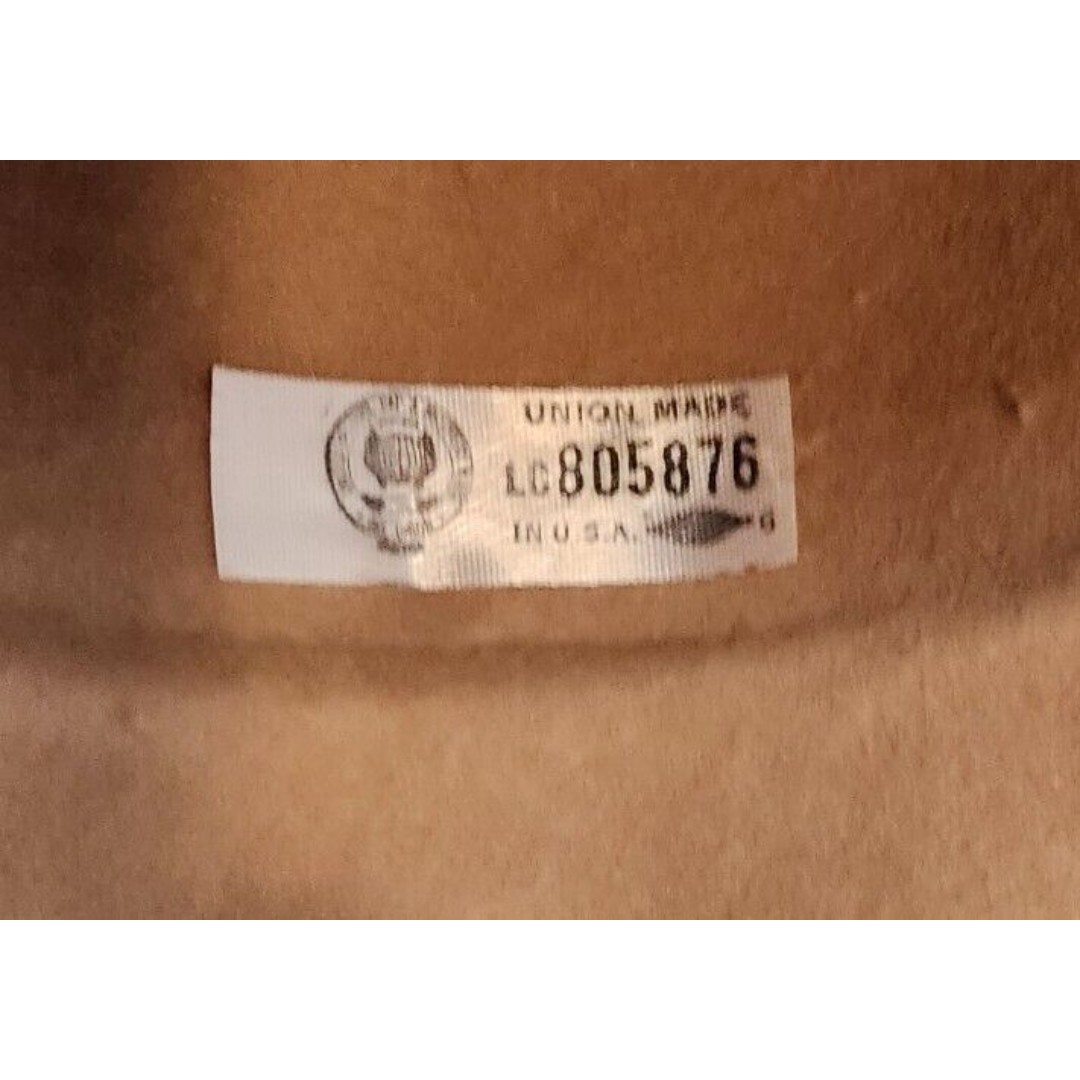 UNION MADE
LC805876
IN U.S.A. G